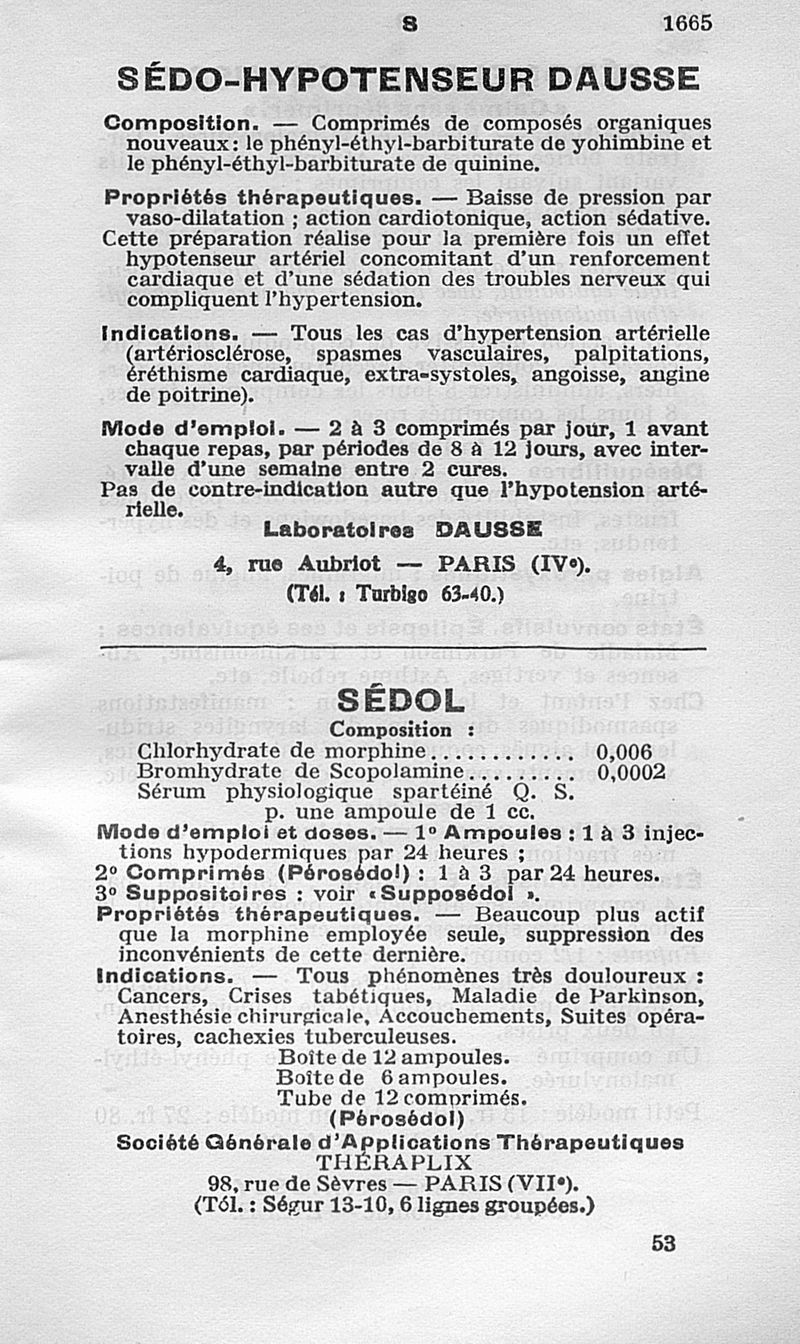 S 1665
SÉDO-HYPOTENSEUR DAUSSE
Composition. — Comprimés de composés organiques
nouveaux: le phényl-éthyl-barbiturate de yohimbine et
le phényl-éthyl-barbiturate de quinine.
Propriétés thérapeutiques. — Baisse de pression par
vaso-dilatation ; action cardiotonique, action sédative.
Cette préparation réalise pour la première fois un effet
hypotenseur artériel concomitant d'un renforcement
cardiaque et d'une sédation des troubles nerveux qui
compliquent l'hypertension.
Indications. — Tous les cas d'hypertension artérielle
(artériosclérose, spasmes vasculaires, palpitations,
éréthisme cardiaque, extra-systoles, angoisse, angine
de poitrine).
Mode d'emploi. — 2 à 3 comprimés par jour, 1 avant
chaque repas, par périodes de 8 à 12 jours, avec inter-
valle d'une semaine entre 2 cures.
Pas de contre-indication autre que l'hypotension arté-
rielle.
Laboratoires DAUSSE
4, rue Aubriot — PARIS (IVe).
(Tél. : Turbigo 63-40.)
SÉDOL
Composition :
Chlorhydrate de morphine............. 0,006
Bromhydrate de Scopolamine.......... 0,0002
Sérum physiologique spartéiné Q. S.
p. une ampoule de 1 cc.
Mode d'emploi et doses. — 1º Ampoules : 1 à 3 injec-
tions hypodermiques par 24 heures ;
2º Comprimés (Pérosédol) : 1 à 3 par 24 heures.
3º Suppositoires : voir « Supposédol ».
Propriétés thérapeutiques. — Beaucoup plus actif
que la morphine employée seule, suppression des
inconvénients de cette dernière.
Indications. — Tous phénomènes très douloureux :
Cancers, Crises tabétiques, Maladie de Parkinson,
Anesthésie chirurgicale, Accouchements, Suites opéra-
toires, cachexies tuberculeuses.
Boîte de 12 ampoules.
Boîte de 6 ampoules.
Tube de 12 comprimés.
(Pérosédol)
Société Générale d'Applications Thérapeutiques
THÉRAPLIX
98, rue de Sèvres — PARIS (VIIe).
(Tél. : Ségur 13-10, 6 lignes groupées.)
53